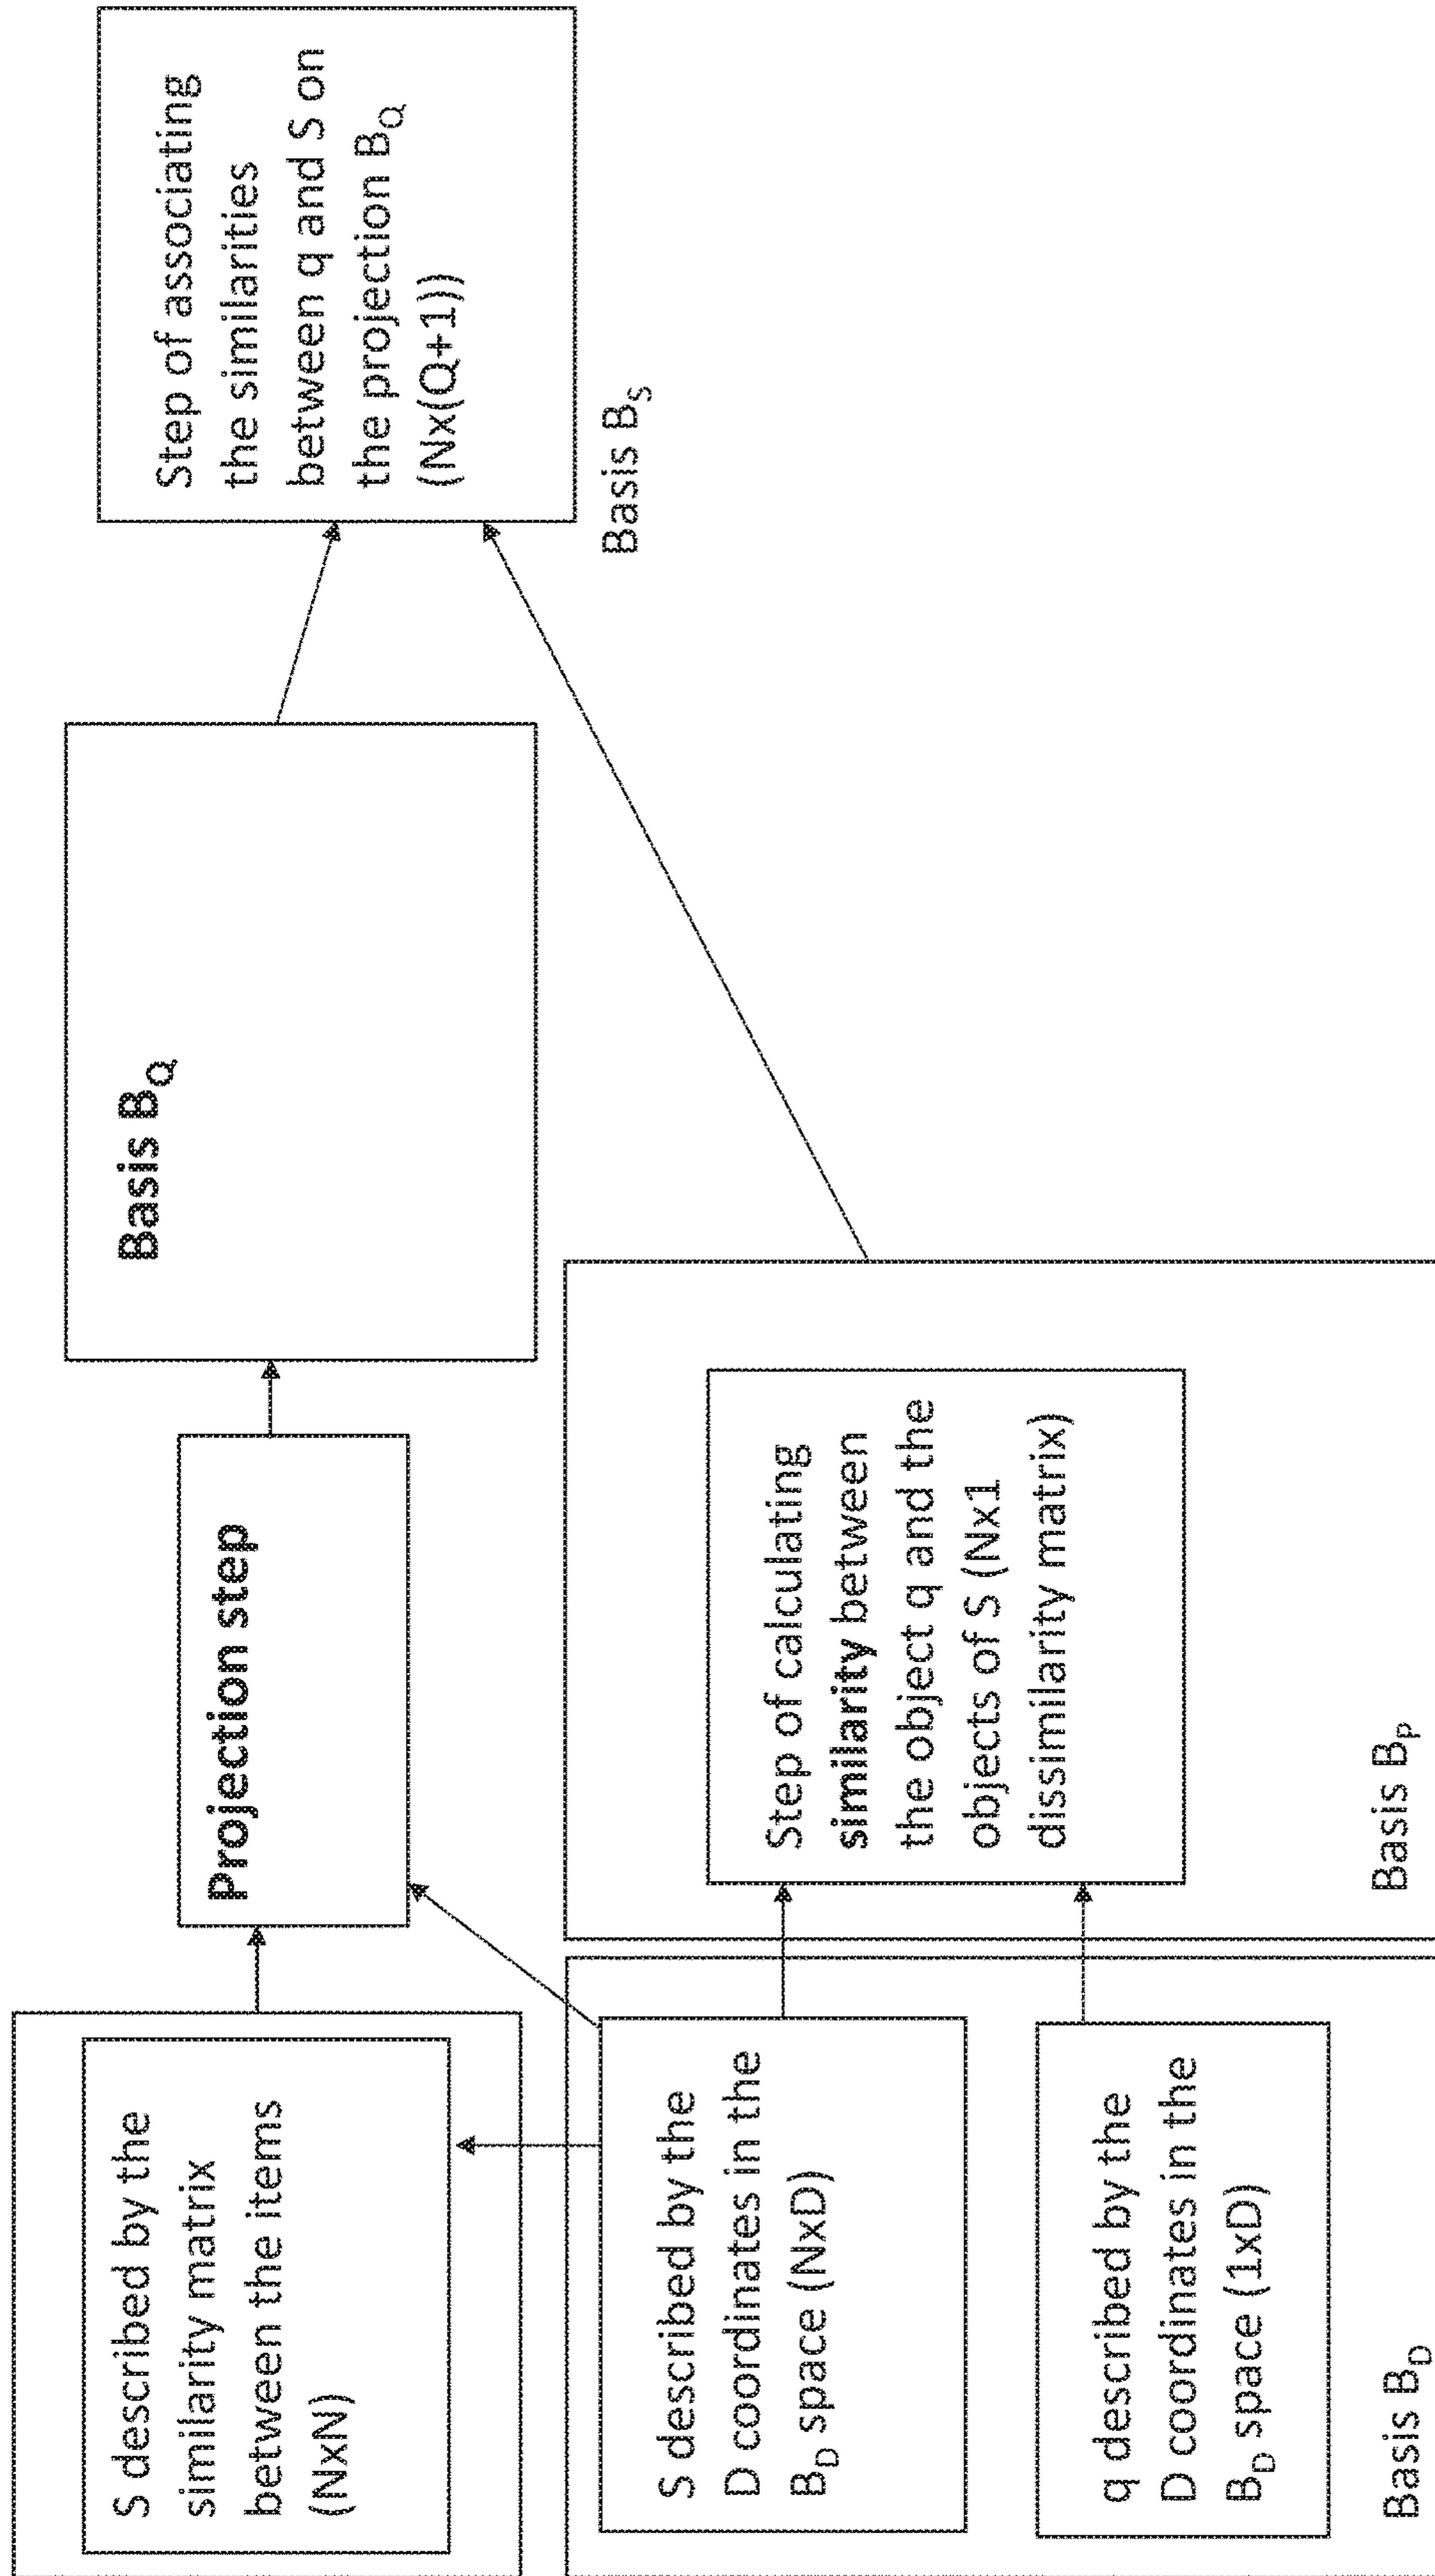 S described by the
similarity matrix
between the items
(NxN)
Projection step
Basis B_Q
Step of associating
the similarities
between q and S on
the projection B_Q
(Nx(Q+1))
Basis B_S
S described by the
D coordinates in the
B_D space (NxD)
q described by the
D coordinates in the
B_D space (1xD)
Basis B_D
Step of calculating
similarity between
the object q and the
objects of S (Nx1
dissimilarity matrix)
Basis B_P